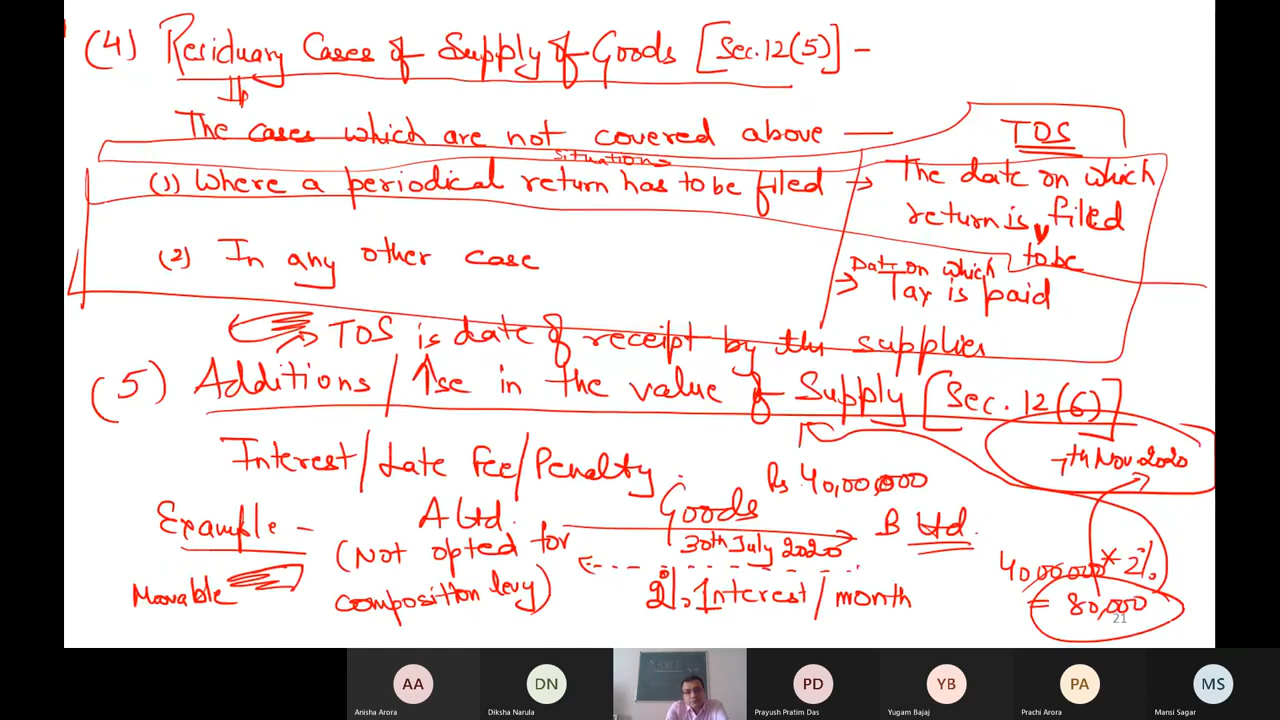 (4) Residuary Cases of Supply of Goods [Sec. 12(5)] -
The cases which are not covered above — TOS
Situations
(1) Where a periodical return has to be filed → The date on which
return is filed
to be
(2) In any other case → Date on which
Tax is paid
TOS is date of receipt by the supplier
(5) Additions / ↑se in the value of Supply [Sec. 12(6)]
Interest/Late Fee/Penalty
7th Nov. 2020
Rs 40,00,000
Example - A Ltd. Goods B Ltd.
(Not opted for 30th July 2020
composition levy) 2% Interest/month
Movable
40,00,000 * 2%
= 80,000
21
AA DN PD YB PA MS
Anisha Arora Diksha Narula Prayush Pratim Das Yugam Bajaj Prachi Arora Mansi Sagar